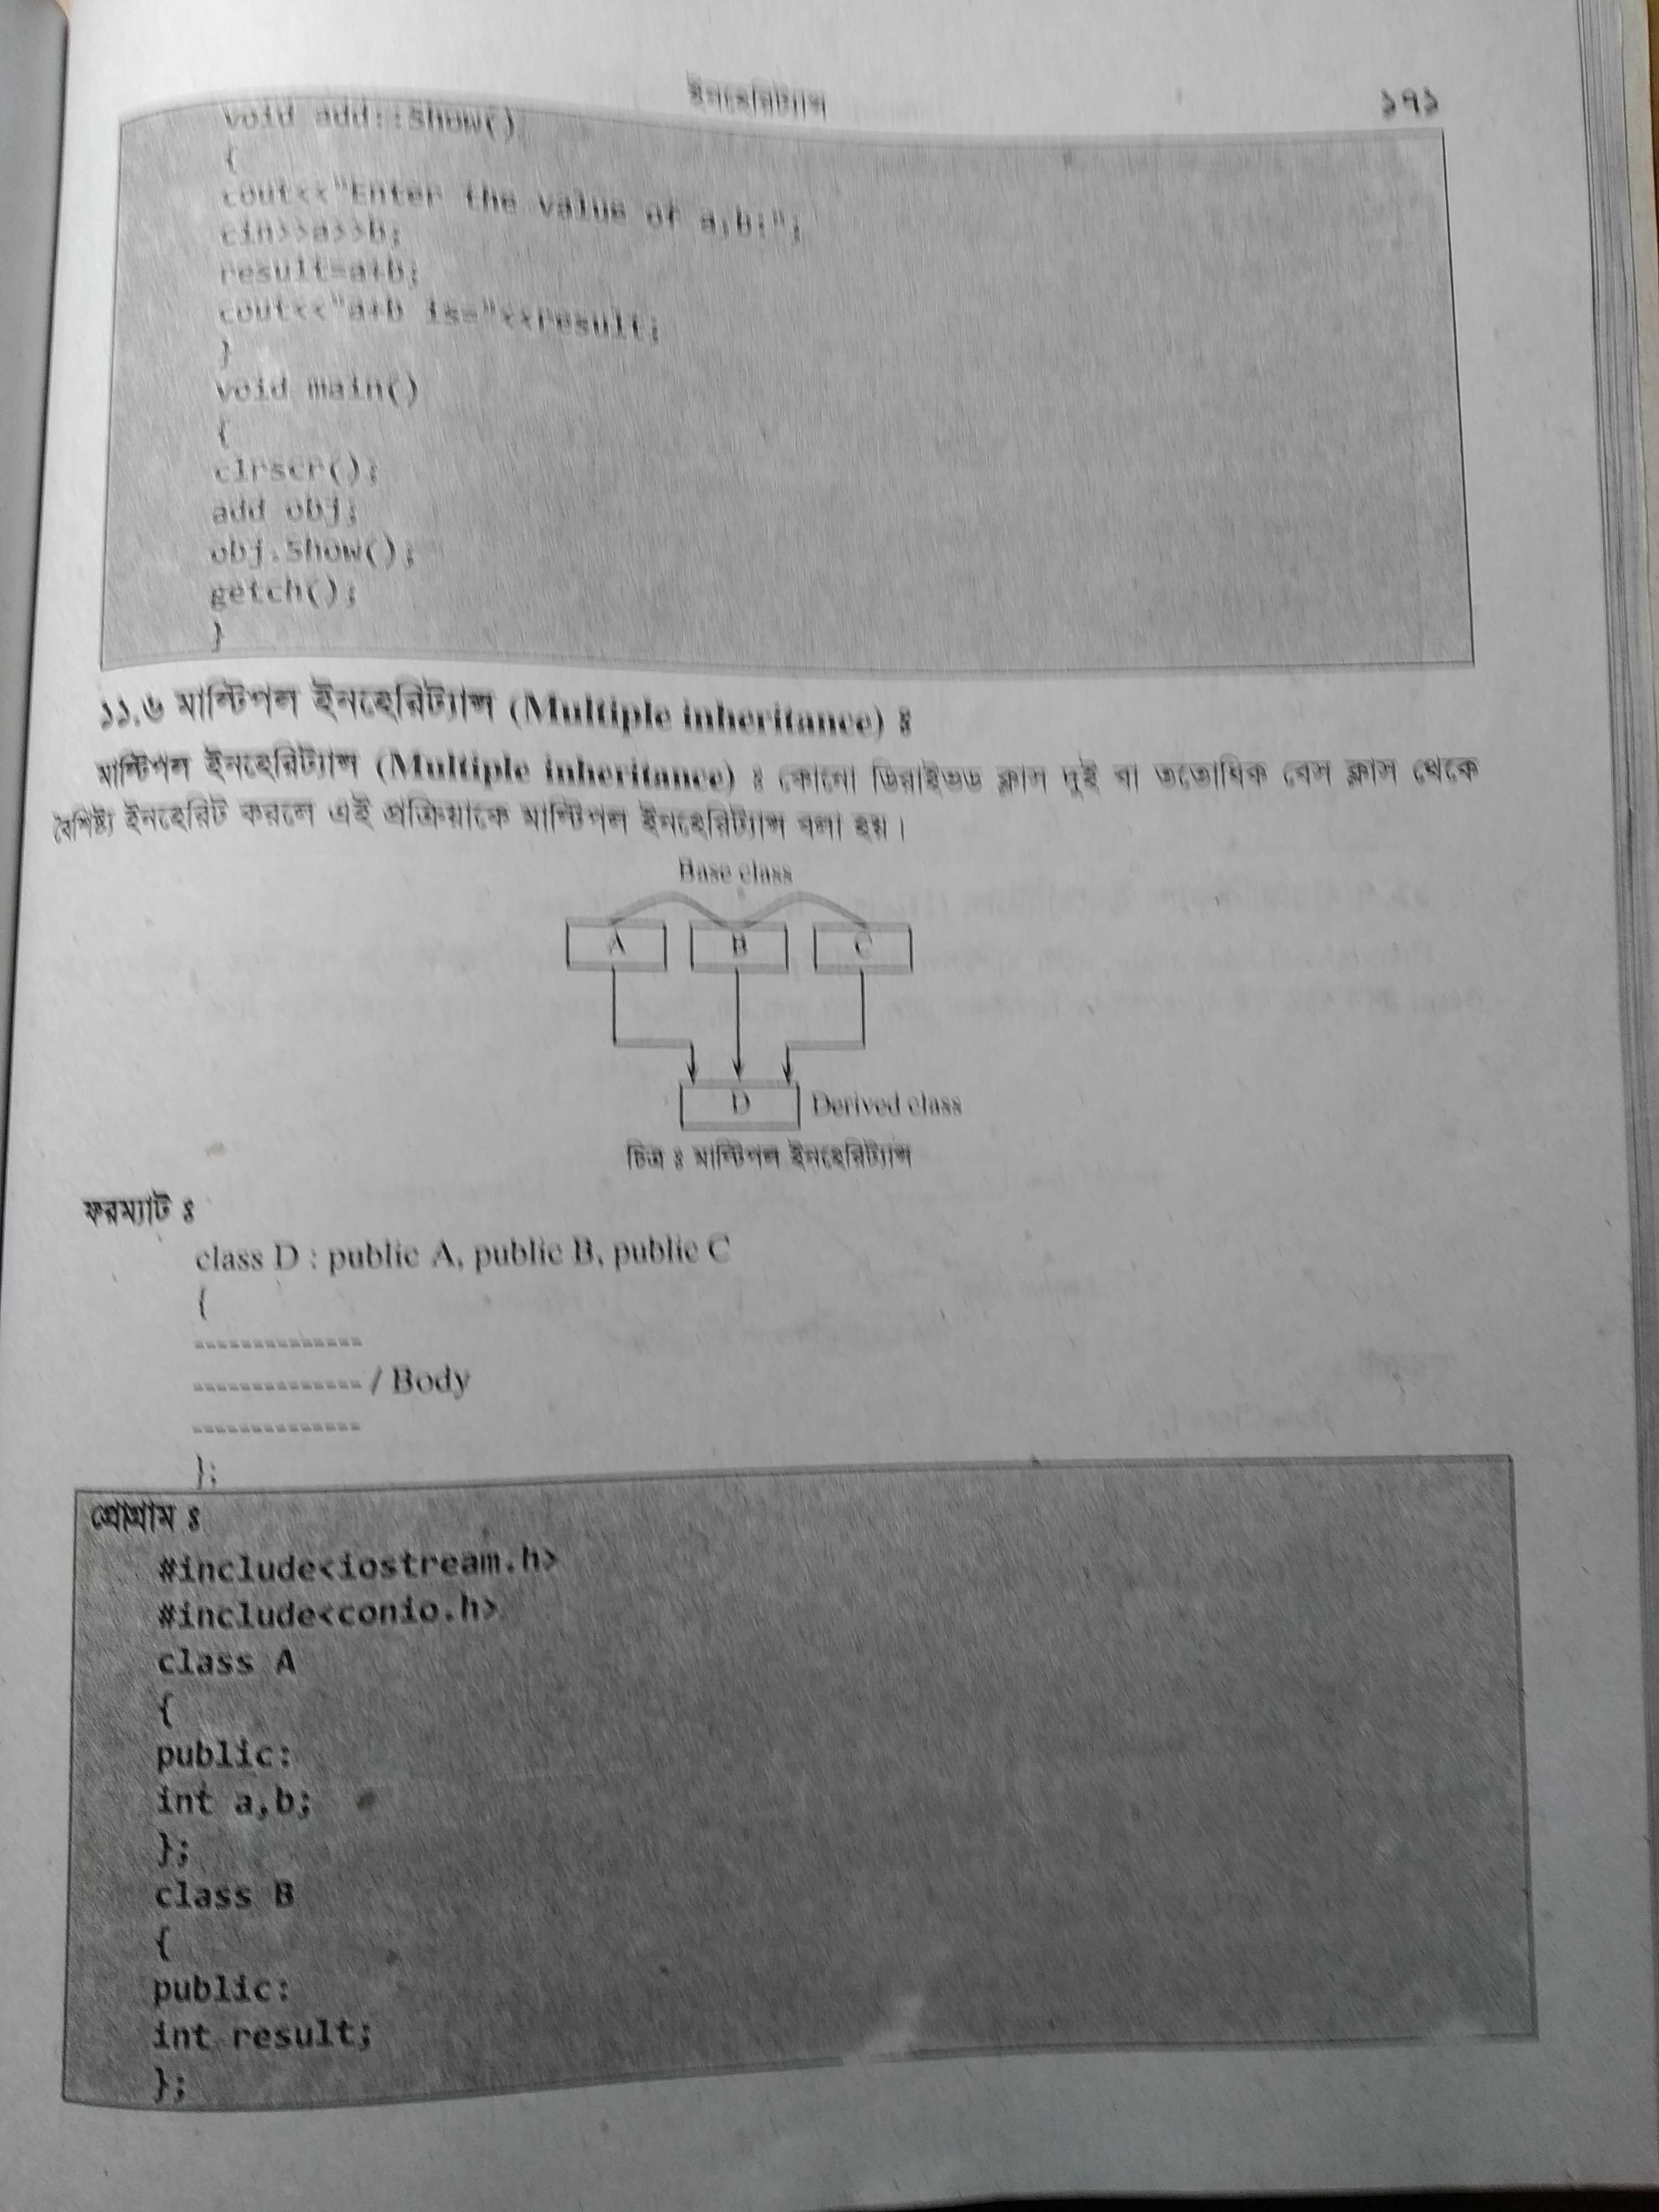 ইনহেরিট্যান্স ১৭১
void add::Show()
{
cout<<"Enter the value of a,b:";
cin>>a>>b;
result=a+b;
cout<<"a+b is="<<result;
}
void main()
{
clrscr();
add obj;
obj.Show();
getch();
}
১১.৬ মাল্টিপল ইনহেরিট্যান্স (Multiple inheritance) ঃ
মাল্টিপল ইনহেরিট্যান্স (Multiple inheritance) ঃ কোনো ডিরাইভড ক্লাস দুই বা ততোধিক বেস ক্লাস থেকে
বৈশিষ্ট্য ইনহেরিট করলে এই প্রক্রিয়াকে মাল্টিপল ইনহেরিট্যান্স বলা হয়।
Base class
A B C
D Derived class
চিত্র ঃ মাল্টিপল ইনহেরিট্যান্স
ফরম্যাট ঃ
class D : public A, public B, public C
{
--------------
-------------- / Body
--------------
};
প্রোগ্রাম ঃ
#include<iostream.h>
#include<conio.h>
class A
{
public:
int a,b;
};
class B
{
public:
int result;
};